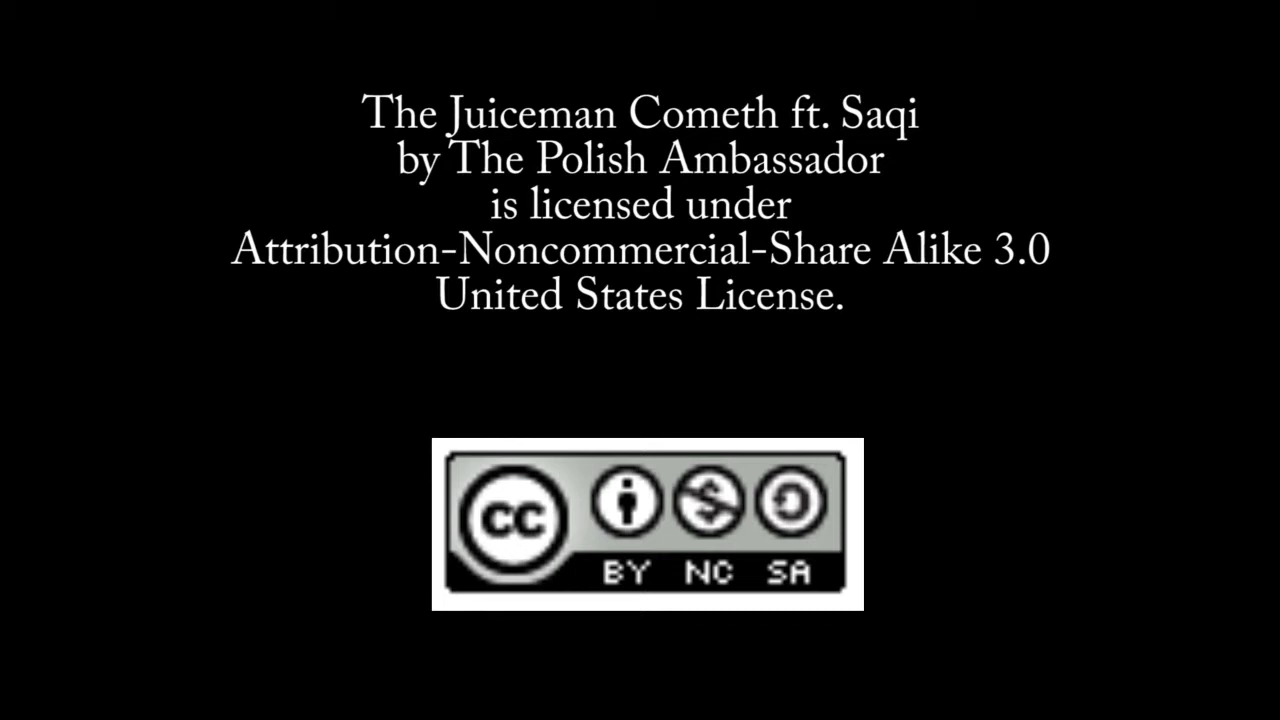 The Juiceman Cometh ft. Saqi
by The Polish Ambassador
is licensed under
Attribution-Noncommercial-Share Alike 3.0
United States License.
cc
BY NC SA